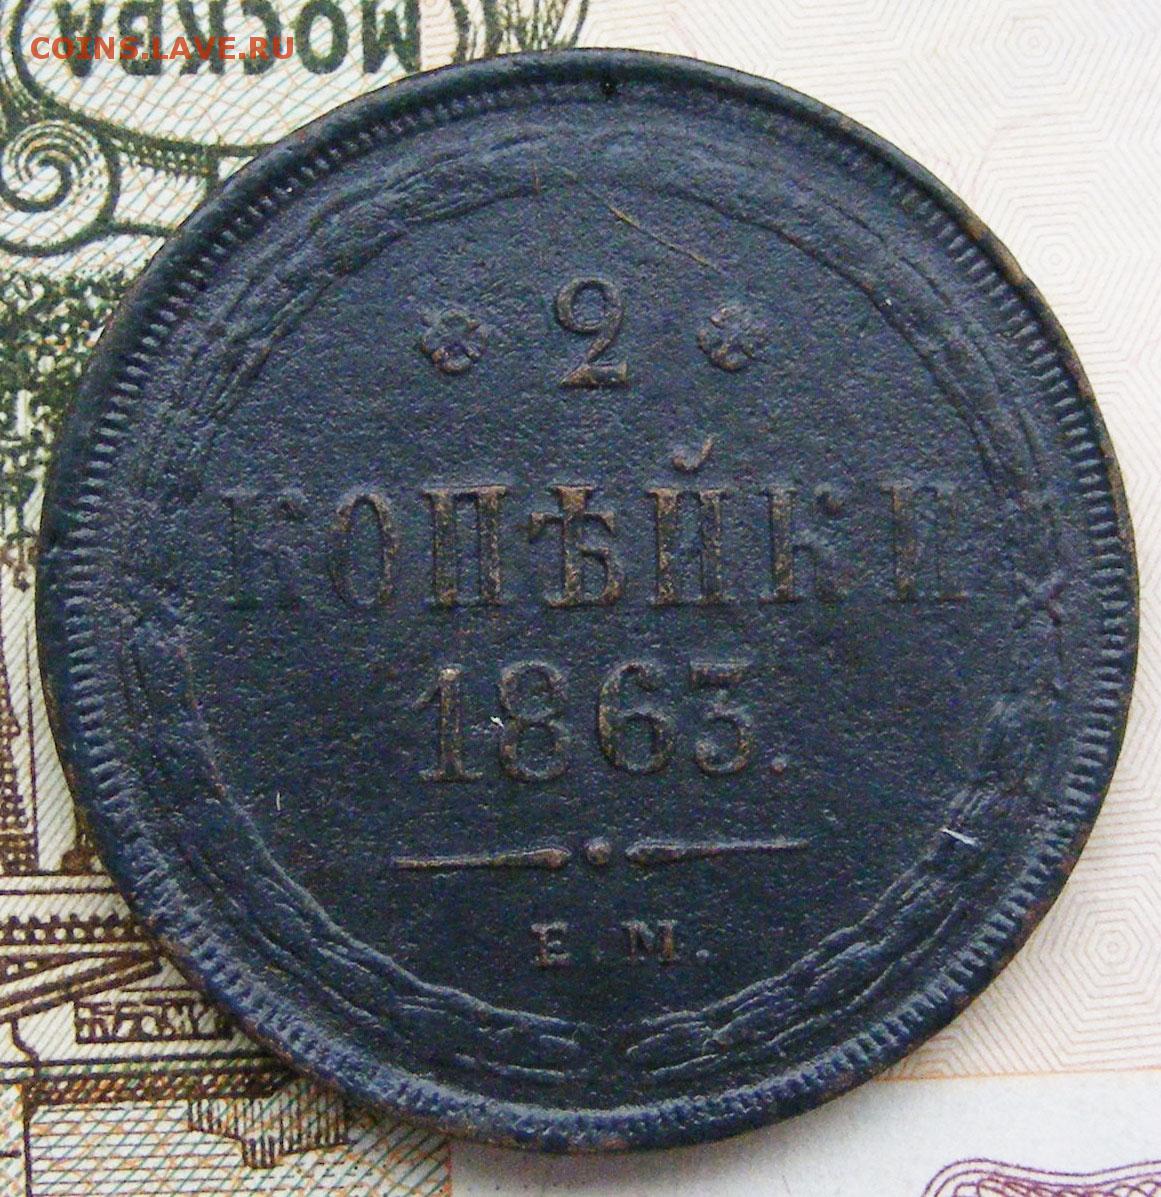 COINS.LAVE.RU
МОСКВА
2
КОПѢЙКИ
1863.
Е.М.